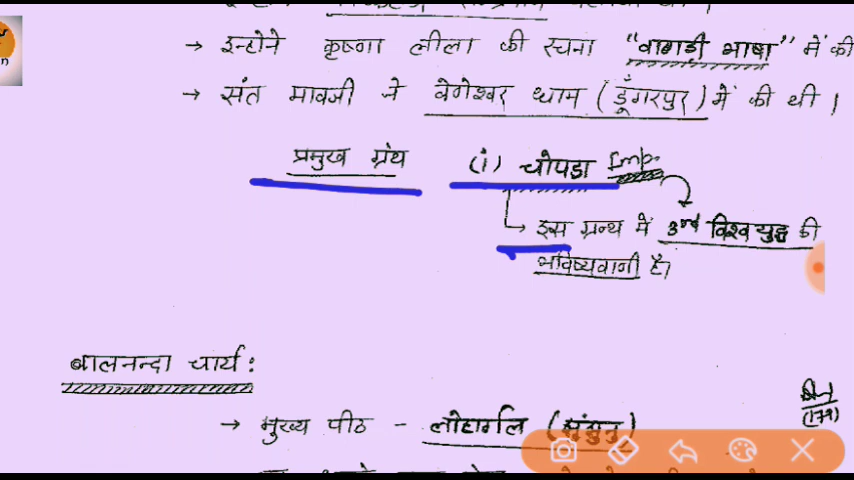 → इन्होने कृष्णा लीला की रचना "वागड़ी भाषा" में की
→ संत मावजी ने वेणेश्वर धाम (डूँगरपुर) में की थी ।
प्रमुख ग्रंथ (i) चोपडा Imp.
इस ग्रन्थ में 3rd विश्व युद्ध की
भविष्यवानी है।
बालनन्दा चार्य :
→ मुख्य पीठ - लोहार्गल (झुंझुनु)